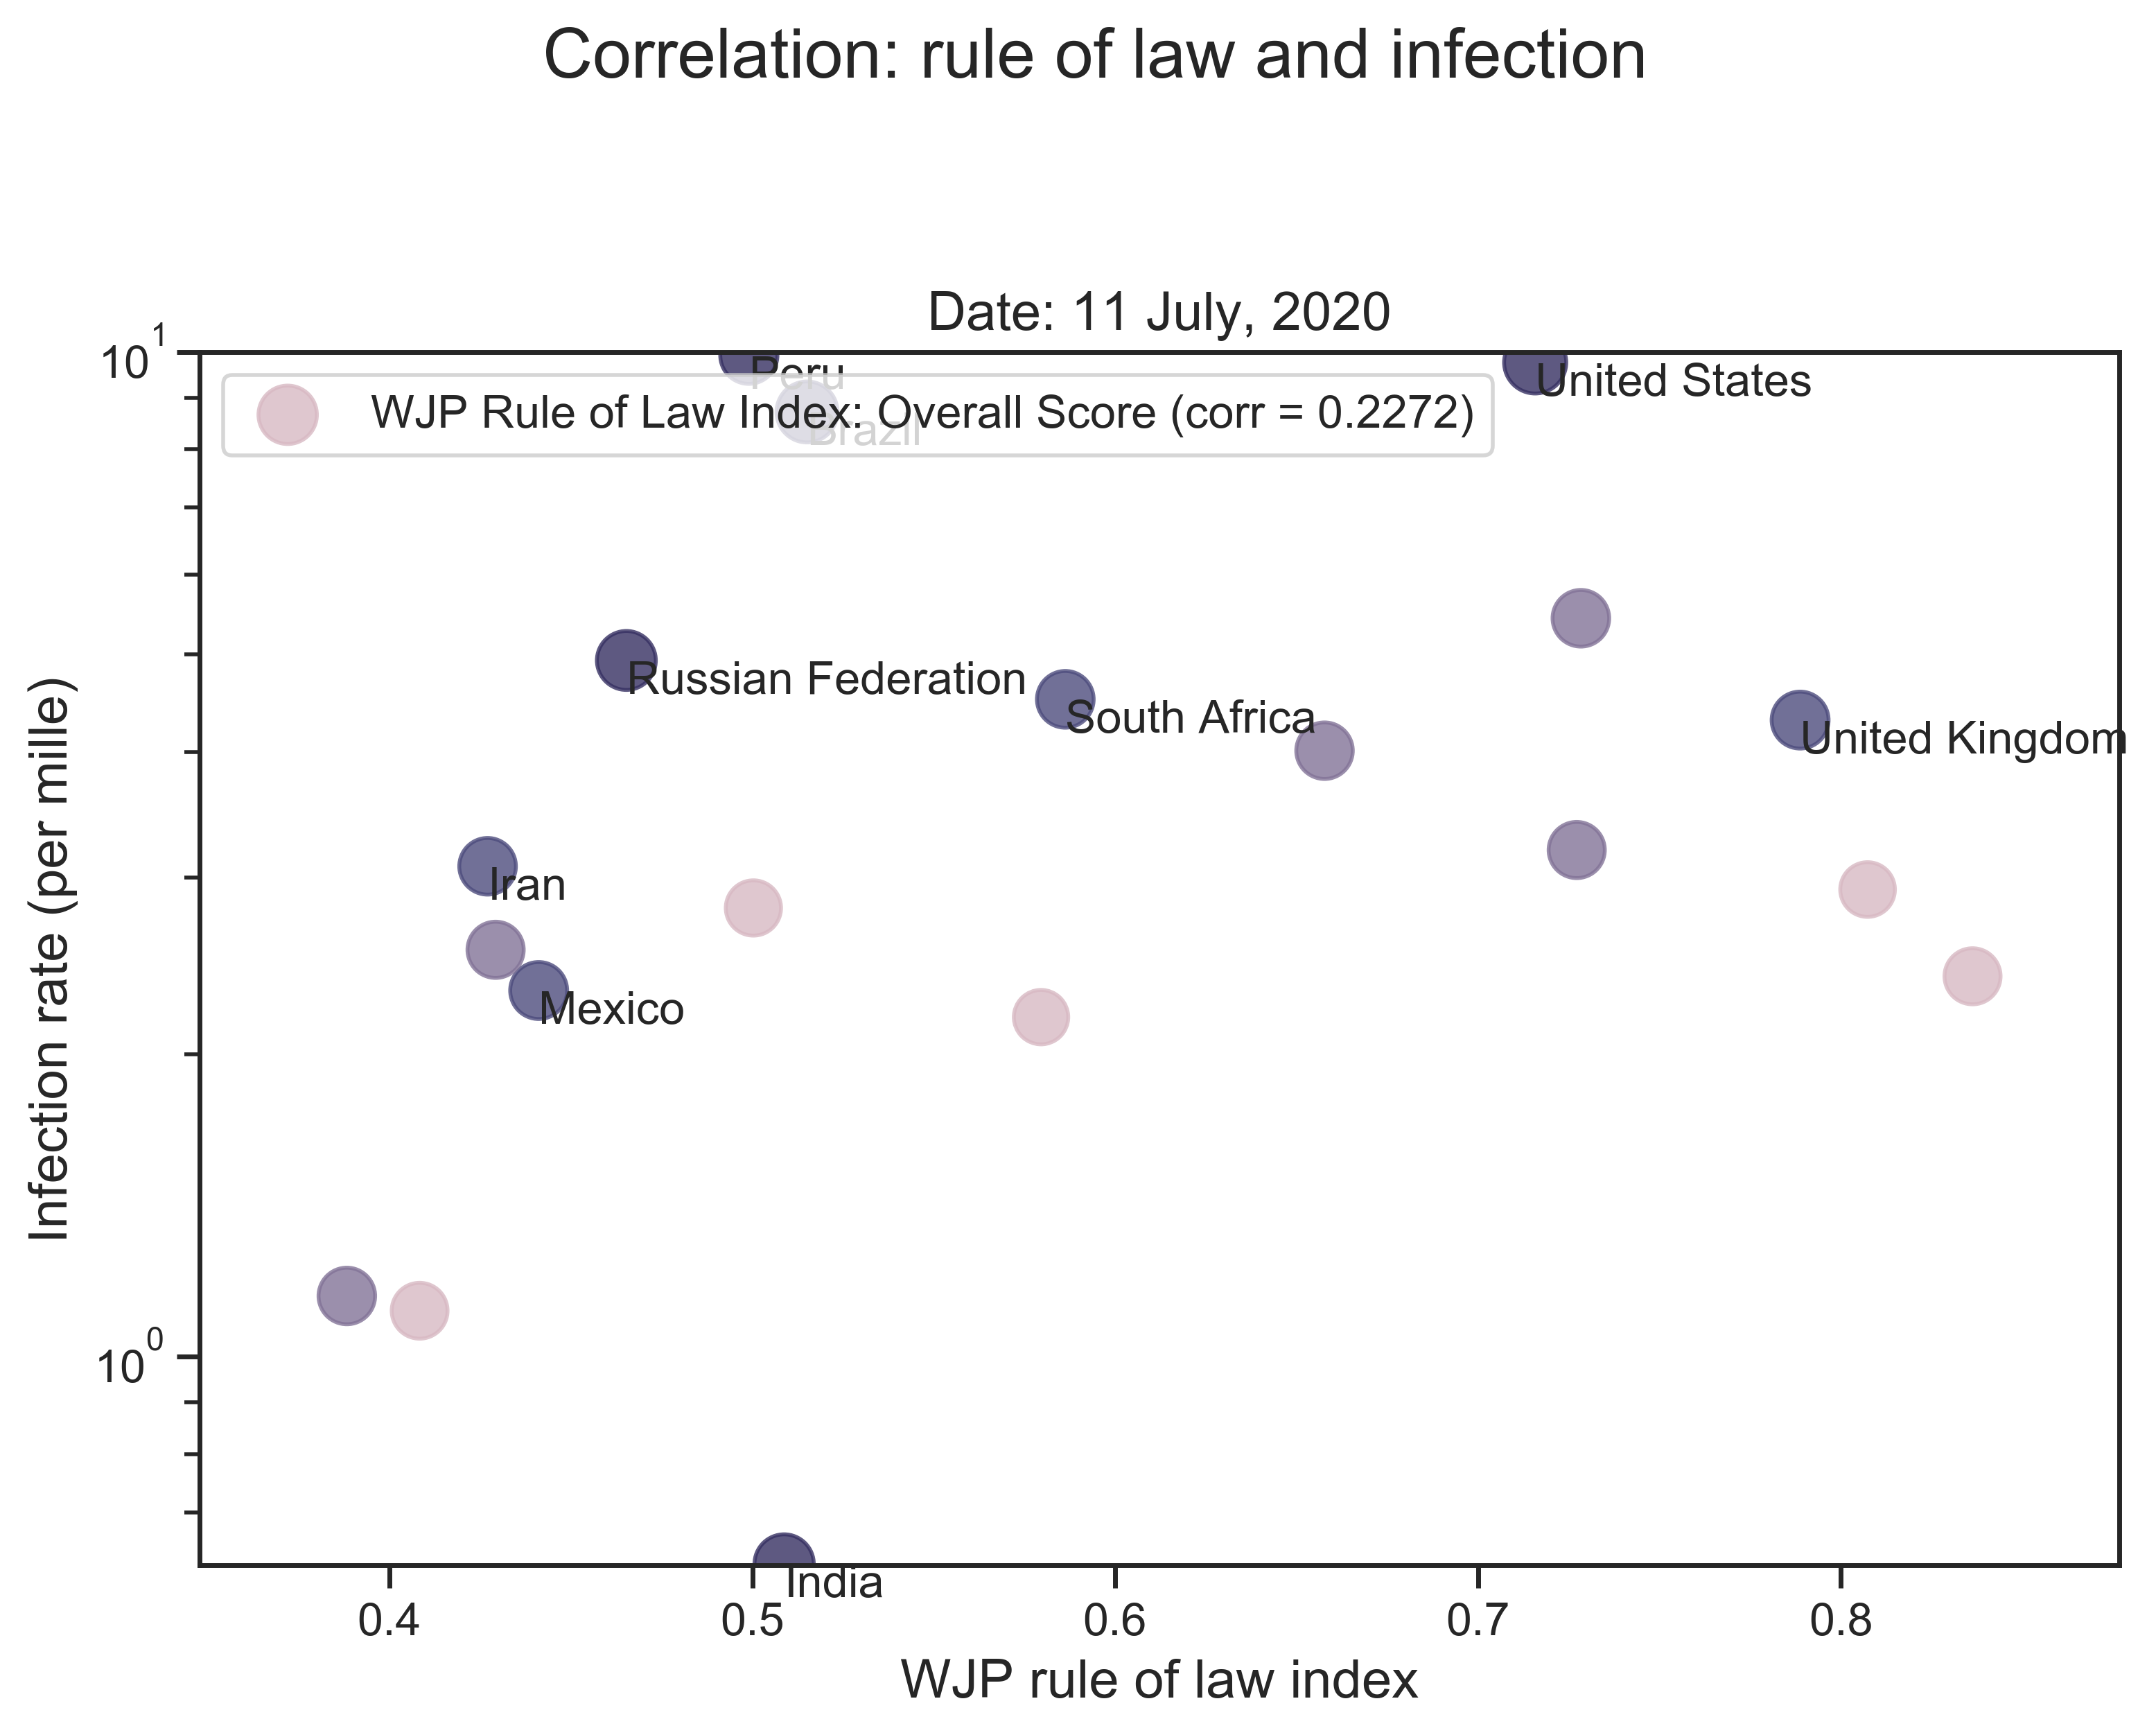 Correlation: rule of law and infection
Date: 11 July, 2020
10^1
Peru
United States
WJP Rule of Law Index: Overall Score (corr = 0.2272)
Brazil
Russian Federation
South Africa
United Kingdom
Iran
Mexico
Infection rate (per mille)
10^0
India
0.4 0.5 0.6 0.7 0.8
WJP rule of law index